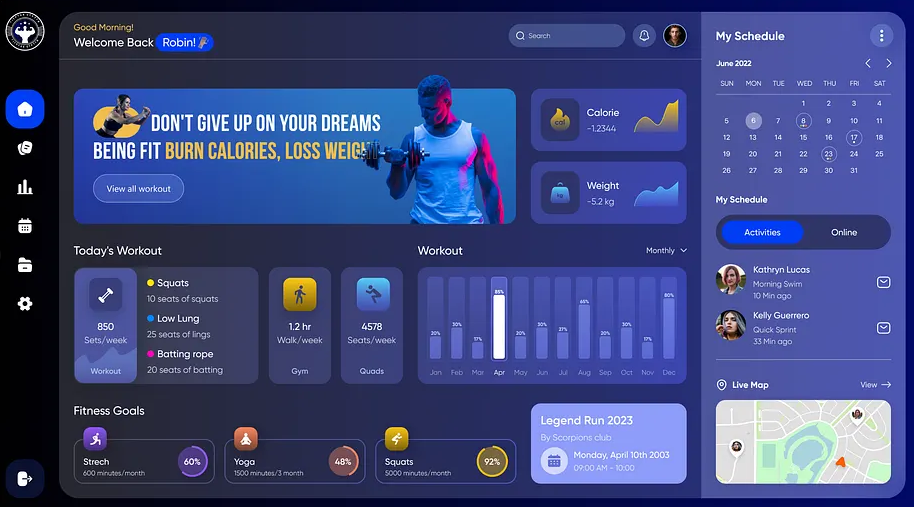 Good Morning!
Welcome Back Robin!
Search
DON'T GIVE UP ON YOUR DREAMS
BEING FIT BURN CALORIES, LOSS WEIGHT
View all workout
cal
Calorie
-1.2344
kg
Weight
-5.2 kg
Today's Workout
850
Sets/week
Workout
Squats
10 seats of squats
Low Lung
25 seats of lings
Batting rope
20 seats of batting
1.2 hr
Walk/week
Gym
4578
Seats/week
Quads
Workout
Monthly
20% 30% 17% 85% 20% 30% 27% 65% 20% 30% 17% 80%
Jan Feb Mar Apr May Jun Jul Aug Sep Oct Nov Dec
Fitness Goals
Strech
600 minutes/month
60%
Yoga
1500 minutes/3 month
48%
Squats
5000 minutes/month
92%
Legend Run 2023
By Scorpions club
Monday, April 10th 2003
09:00 AM - 10:00
My Schedule
June 2022
SUN MON TUE WED THU FRI SAT
1 2 3 4
5 6 7 8 9 10 11
12 13 14 15 16 17 18
19 20 21 22 23 24 25
26 27 28 29 30 31
My Schedule
Activities Online
Kathryn Lucas
Morning Swim
10 Min ago
Kelly Guerrero
Quick Sprint
33 Min ago
Live Map
View